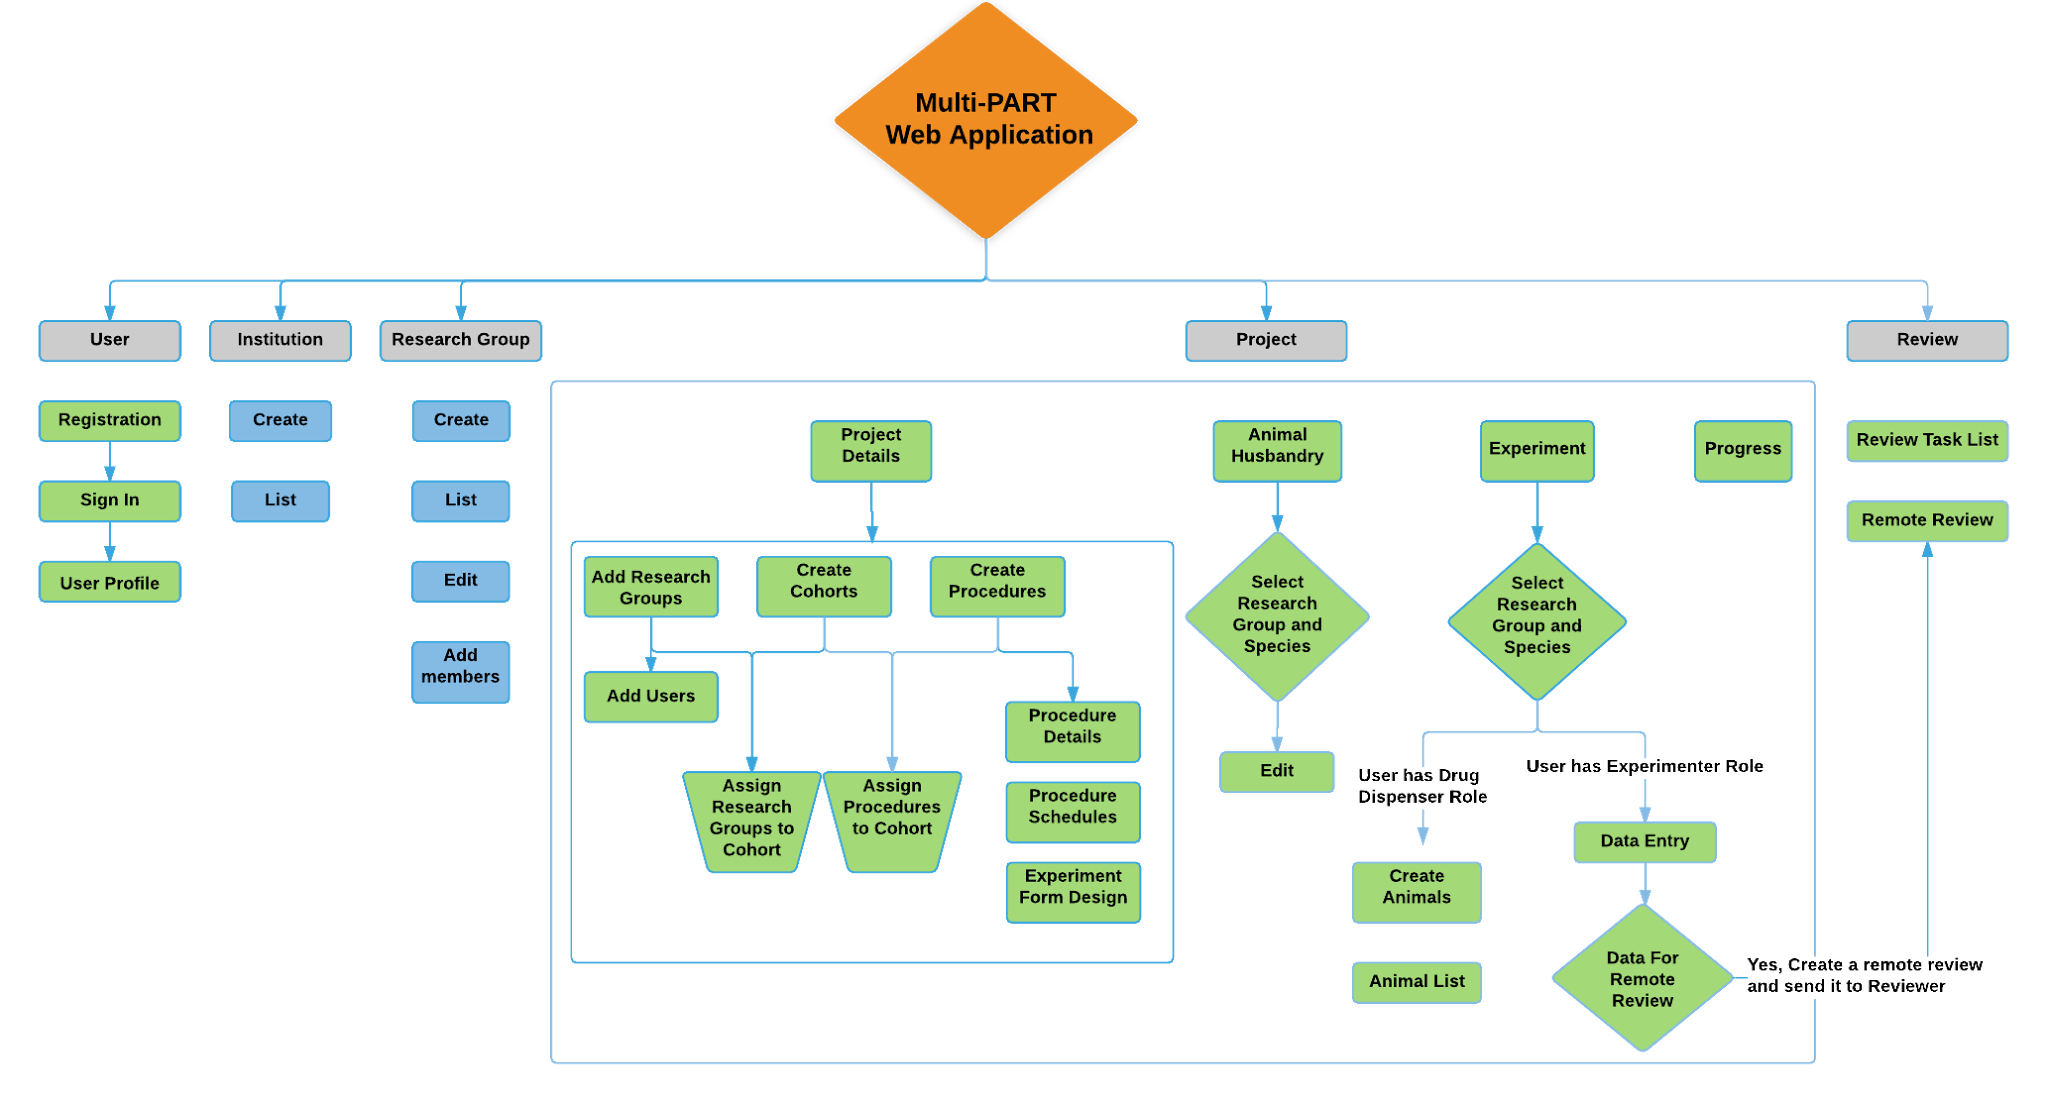 Multi-PART
Web Application
User
Institution
Research Group
Project
Review
Registration
Sign In
User Profile
Create
List
Create
List
Edit
Add
members
Project
Details
Add Research
Groups
Create
Cohorts
Create
Procedures
Add Users
Assign
Research
Groups to
Cohort
Assign
Procedures
to Cohort
Procedure
Details
Procedure
Schedules
Experiment
Form Design
Animal
Husbandry
Select
Research
Group and
Species
Edit
Experiment
Select
Research
Group and
Species
User has Drug
Dispenser Role
User has Experimenter Role
Create
Animals
Animal List
Data Entry
Data For
Remote
Review
Yes, Create a remote review
and send it to Reviewer
Progress
Review Task List
Remote Review